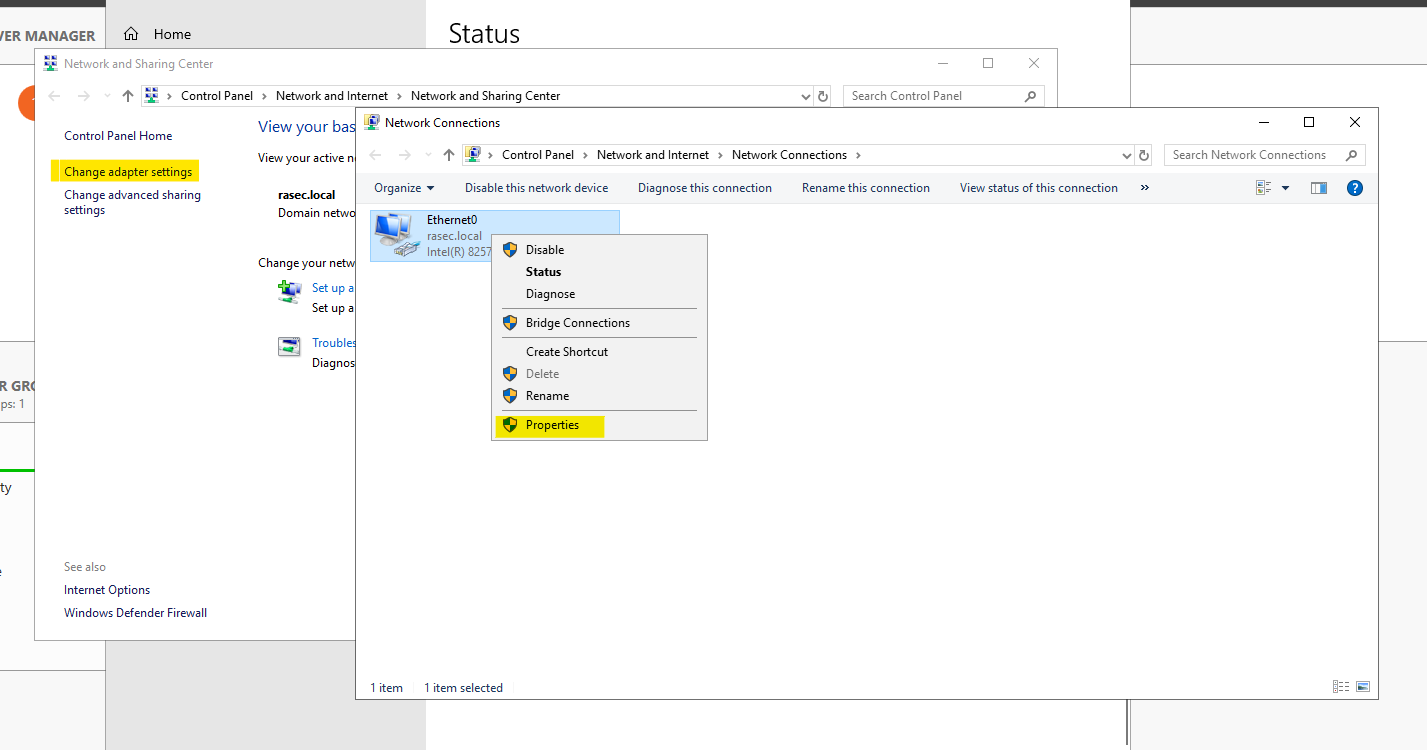 VER MANAGER
Home
Status
Network and Sharing Center
Control Panel > Network and Internet > Network and Sharing Center
Search Control Panel
Control Panel Home
Change adapter settings
Change advanced sharing
settings
View your bas
View your active n
rasec.local
Domain netwo
Change your netw
Set up a
Set up a
Troubles
Diagnos
See also
Internet Options
Windows Defender Firewall
R GRO
ps: 1
ty
Network Connections
Control Panel > Network and Internet > Network Connections >
Search Network Connections
Organize
Disable this network device
Diagnose this connection
Rename this connection
View status of this connection
»
Ethernet0
rasec.local
Intel(R) 8257
Disable
Status
Diagnose
Bridge Connections
Create Shortcut
Delete
Rename
Properties
1 item
1 item selected